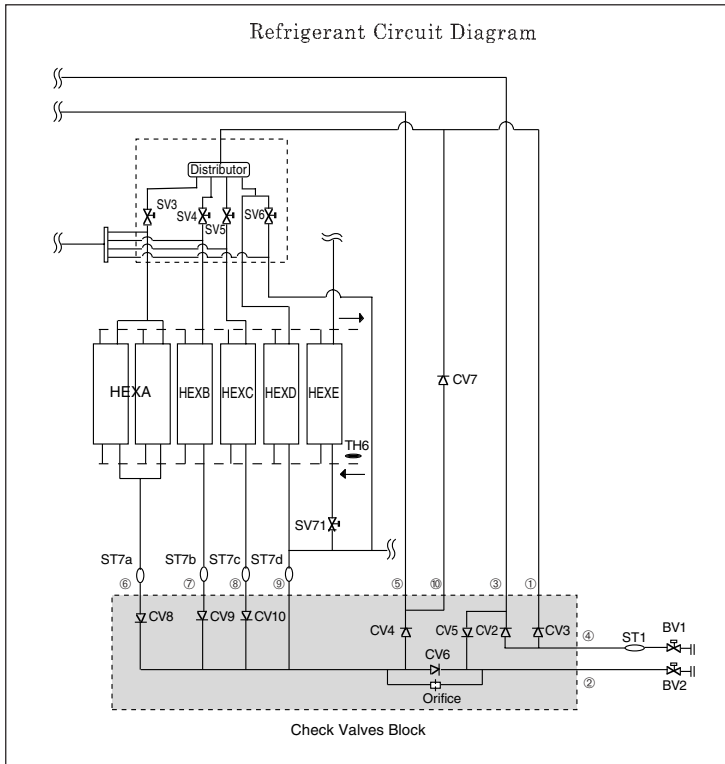 Refrigerant Circuit Diagram
Distributor
SV3
SV4
SV5
SV6
HEXA
HEXB
HEXC
HEXD
HEXE
CV7
TH6
SV71
ST7a
ST7b
ST7c
ST7d
⑥
⑦
⑧
⑨
⑤
⑩
③
①
CV8
CV9
CV10
CV4
CV5
CV2
CV3
④
ST1
BV1
CV6
②
BV2
Orifice
Check Valves Block